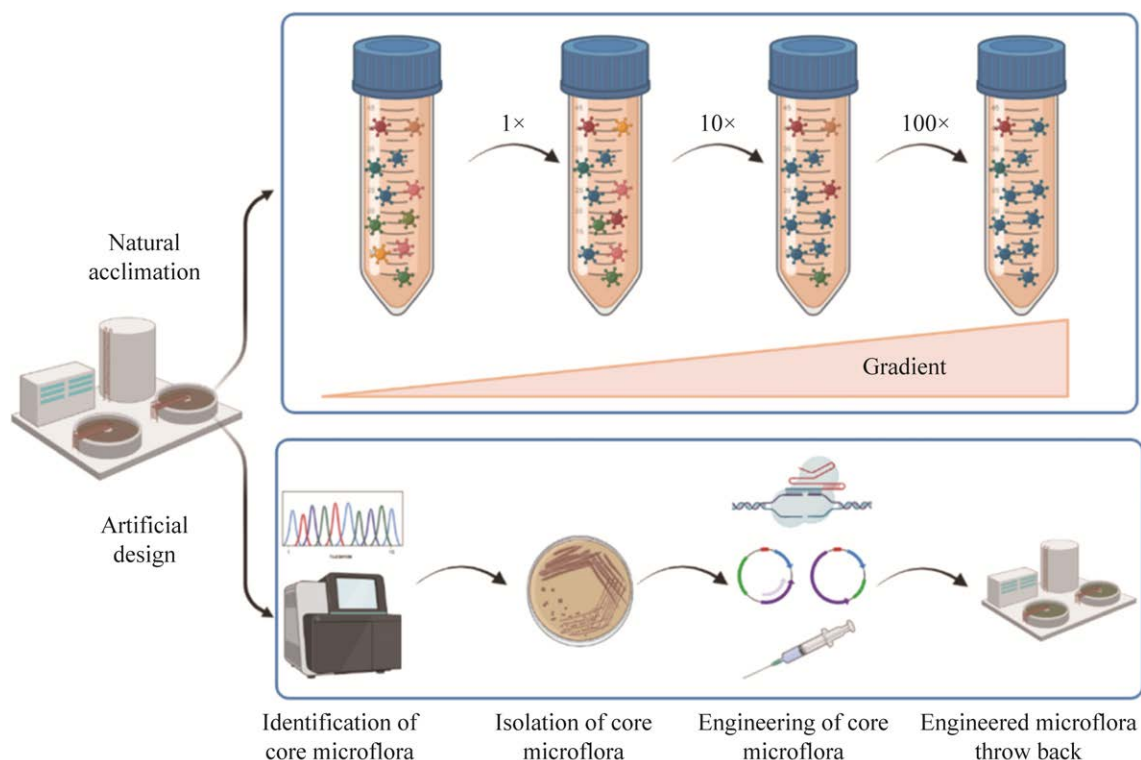 1×
10×
100×
Natural
acclimation
Gradient
Artificial
design
Identification of
core microflora
Isolation of core
microflora
Engineering of core
microflora
Engineered microflora
throw back